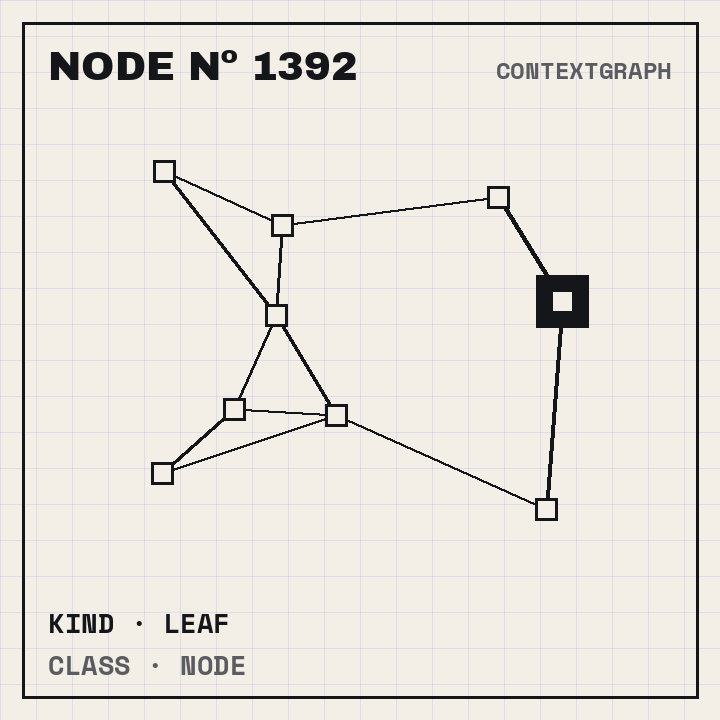 NODE Nº 1392
CONTEXTGRAPH
KIND · LEAF
CLASS · NODE